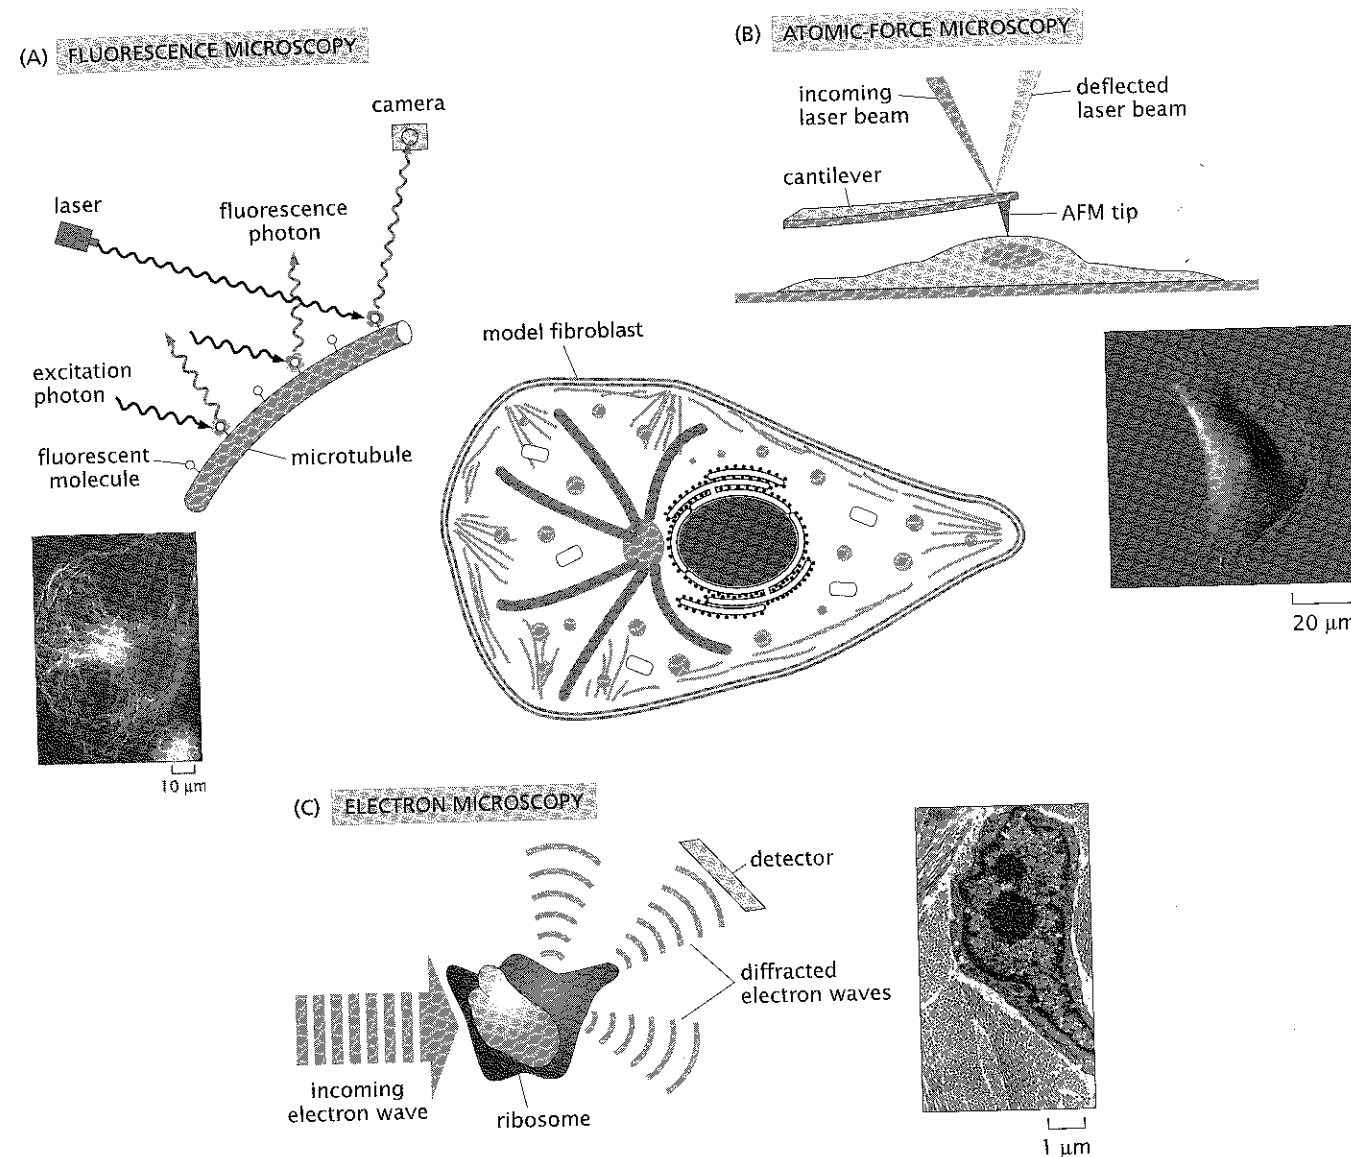 (A) FLUORESCENCE MICROSCOPY
camera
laser
fluorescence
photon
excitation
photon
fluorescent
molecule
microtubule
10 μm
(B) ATOMIC-FORCE MICROSCOPY
incoming
laser beam
deflected
laser beam
cantilever
AFM tip
model fibroblast
20 μm
(C) ELECTRON MICROSCOPY
detector
diffracted
electron waves
incoming
electron wave
ribosome
1 μm